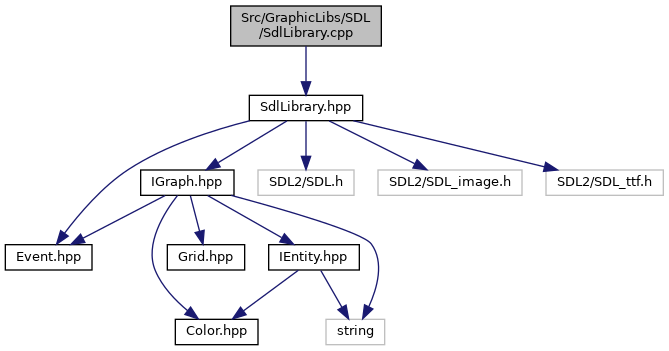 Src/GraphicLibs/SDL
/SdlLibrary.cpp
SdlLibrary.hpp
IGraph.hpp
SDL2/SDL.h
SDL2/SDL_image.h
SDL2/SDL_ttf.h
Event.hpp
Grid.hpp
IEntity.hpp
Color.hpp
string